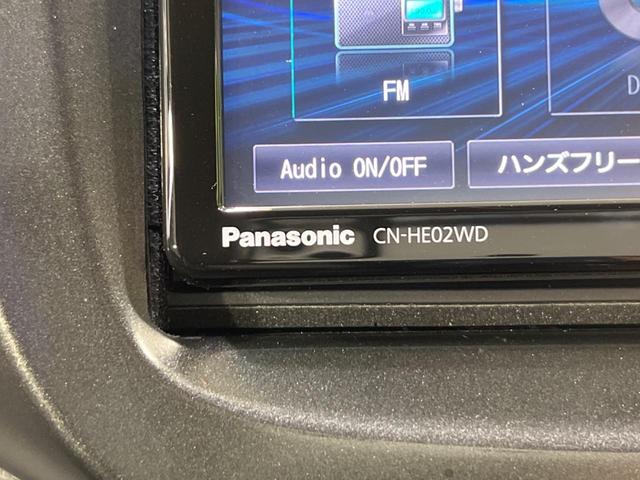 FM
D
Audio ON/OFF
ハンズフリー
Panasonic CN-HE02WD